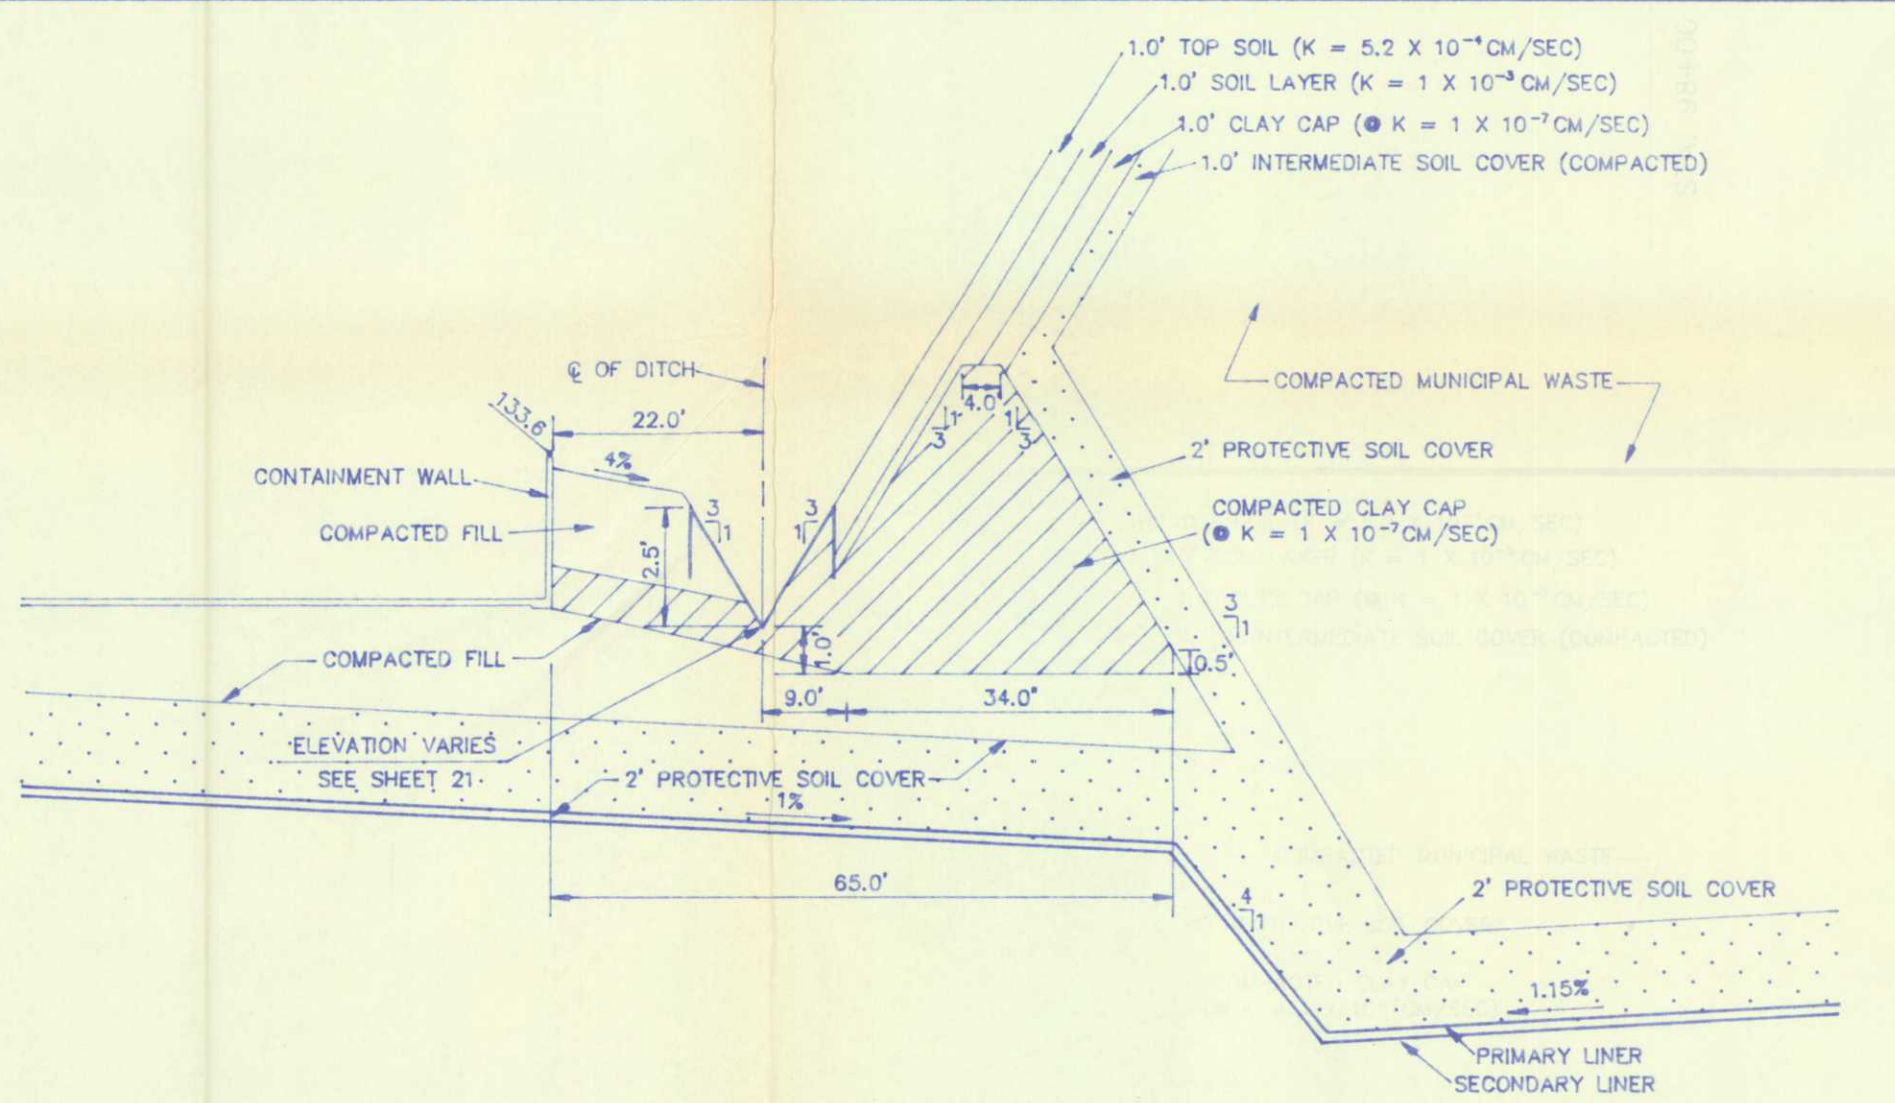 1.0' TOP SOIL (K = 5.2 X 10⁻⁴ CM/SEC)
1.0' SOIL LAYER (K = 1 X 10⁻³ CM/SEC)
1.0' CLAY CAP (@ K = 1 X 10⁻⁷ CM/SEC)
1.0' INTERMEDIATE SOIL COVER (COMPACTED)
℄ OF DITCH
COMPACTED MUNICIPAL WASTE
133.6
22.0'
4.0'
1
3
1
3
4%
2' PROTECTIVE SOIL COVER
CONTAINMENT WALL
COMPACTED FILL
3
1
3
1
2.5'
COMPACTED CLAY CAP
(@ K = 1 X 10⁻⁷ CM/SEC)
3
1
1.0'
0.5'
COMPACTED FILL
9.0'
34.0"
ELEVATION VARIES
SEE SHEET 21
2' PROTECTIVE SOIL COVER
1%
65.0'
4
1
2' PROTECTIVE SOIL COVER
1.15%
PRIMARY LINER
SECONDARY LINER